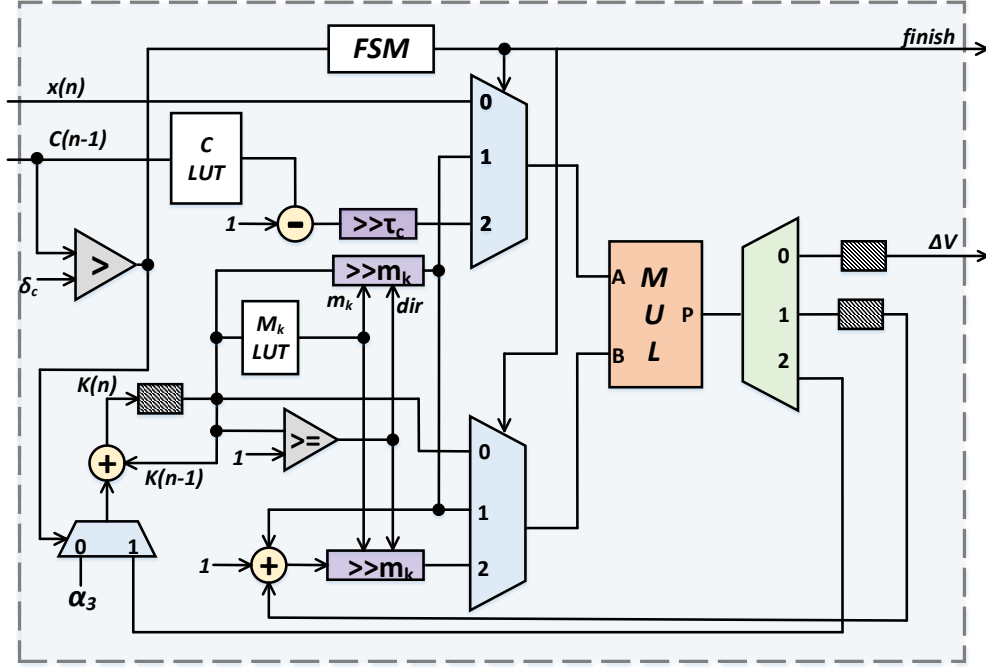 FSM
finish
x(n)
0
C(n-1)
C
LUT
1
1
-
>>τc
2
>
δc
>>mk
mk
dir
Mk
LUT
A
M
U
L
P
B
0
ΔV
1
2
K(n)
>=
1
0
+
K(n-1)
1
0
1
α3
1
+
>>mk
2